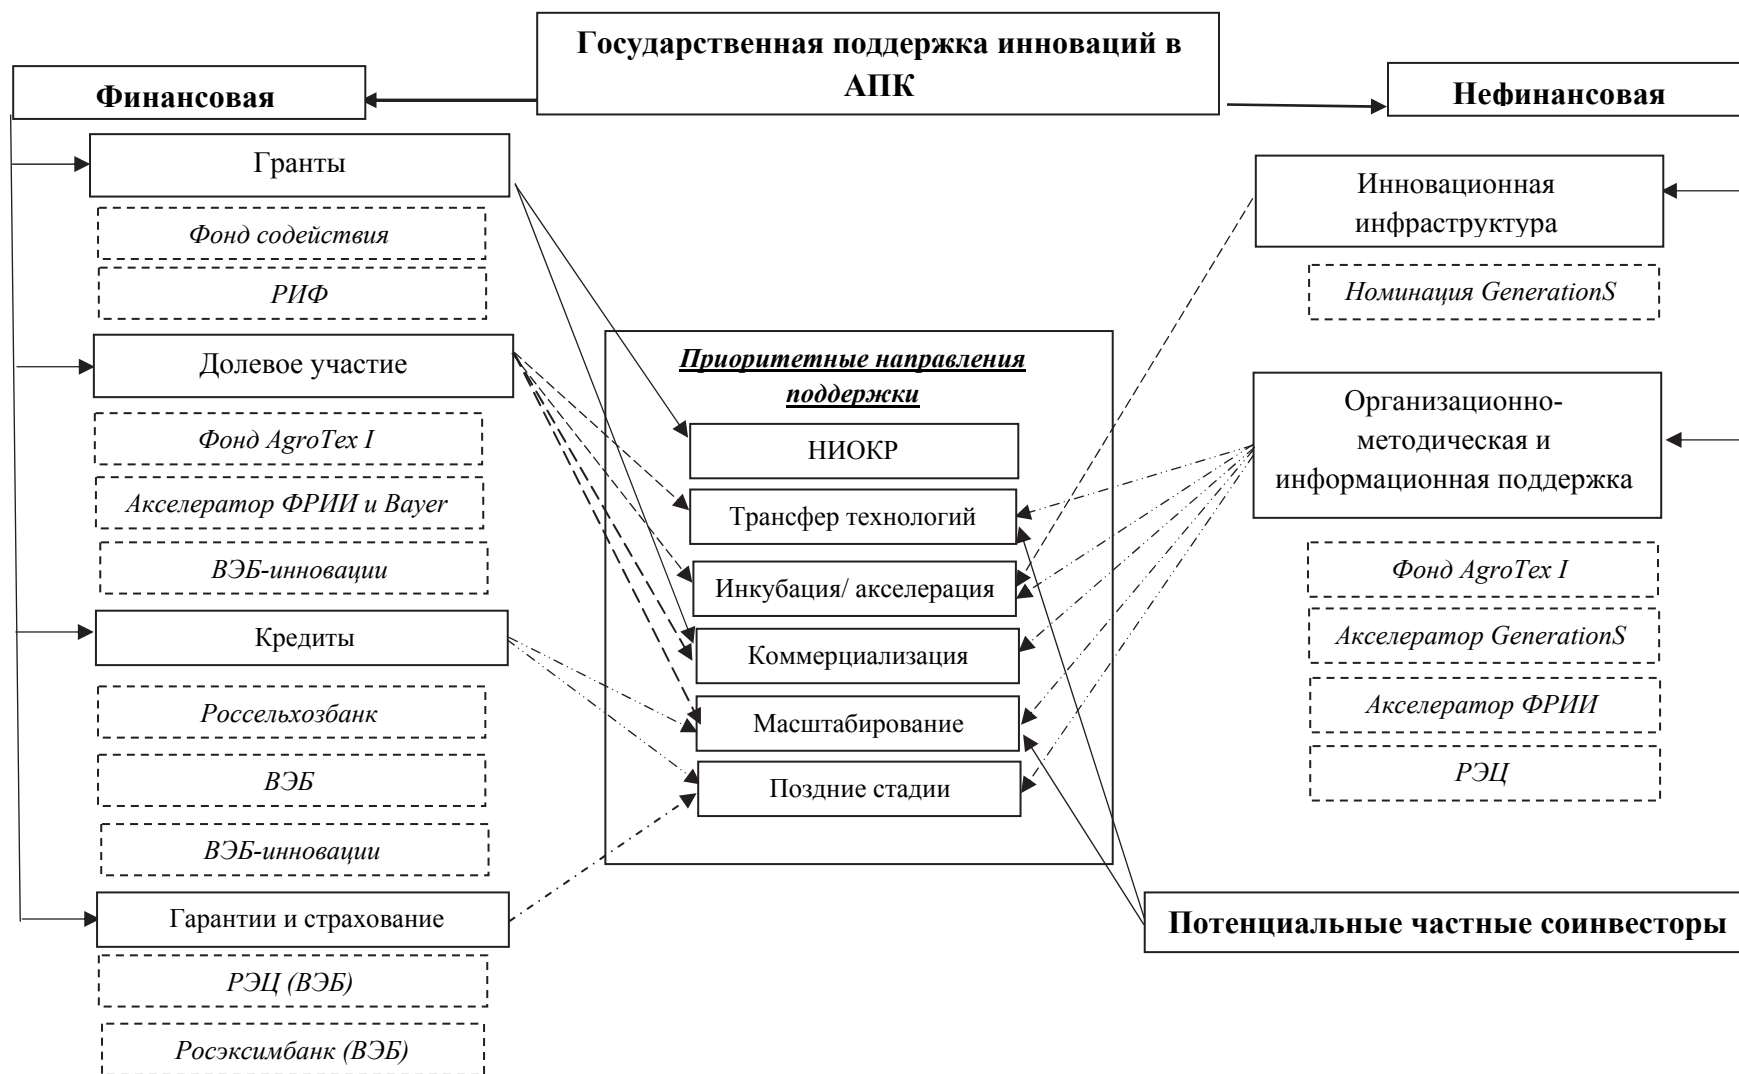 Государственная поддержка инноваций в
АПК
Финансовая
Нефинансовая
Гранты
Фонд содействия
РИФ
Долевое участие
Фонд AgroTex I
Акселератор ФРИИ и Bayer
ВЭБ-инновации
Кредиты
Россельхозбанк
ВЭБ
ВЭБ-инновации
Гарантии и страхование
РЭЦ (ВЭБ)
Росэксимбанк (ВЭБ)
Приоритетные направления
поддержки
НИОКР
Трансфер технологий
Инкубация/ акселерация
Коммерциализация
Масштабирование
Поздние стадии
Инновационная
инфраструктура
Номинация GenerationS
Организационно-
методическая и
информационная поддержка
Фонд AgroTex I
Акселератор GenerationS
Акселератор ФРИИ
РЭЦ
Потенциальные частные соинвесторы